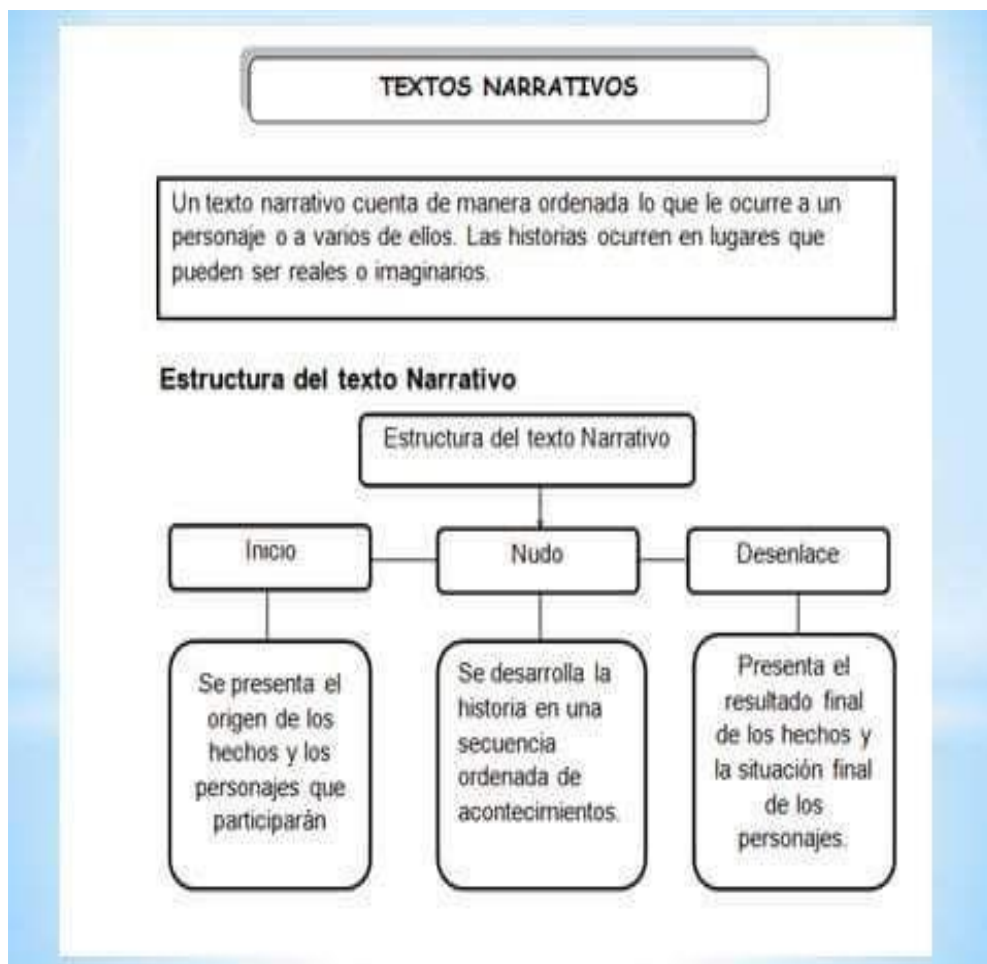 TEXTOS NARRATIVOS
Un texto narrativo cuenta de manera ordenada lo que le ocurre a un
personaje o a varios de ellos. Las historias ocurren en lugares que
pueden ser reales o imaginarios.
Estructura del texto Narrativo
Estructura del texto Narrativo
Inicio
Nudo
Desenlace
Se presenta el
origen de los
hechos y los
personajes que
participarán
Se desarrolla la
historia en una
secuencia
ordenada de
acontecimientos.
Presenta el
resultado final
de los hechos y
la situación final
de los
personajes.